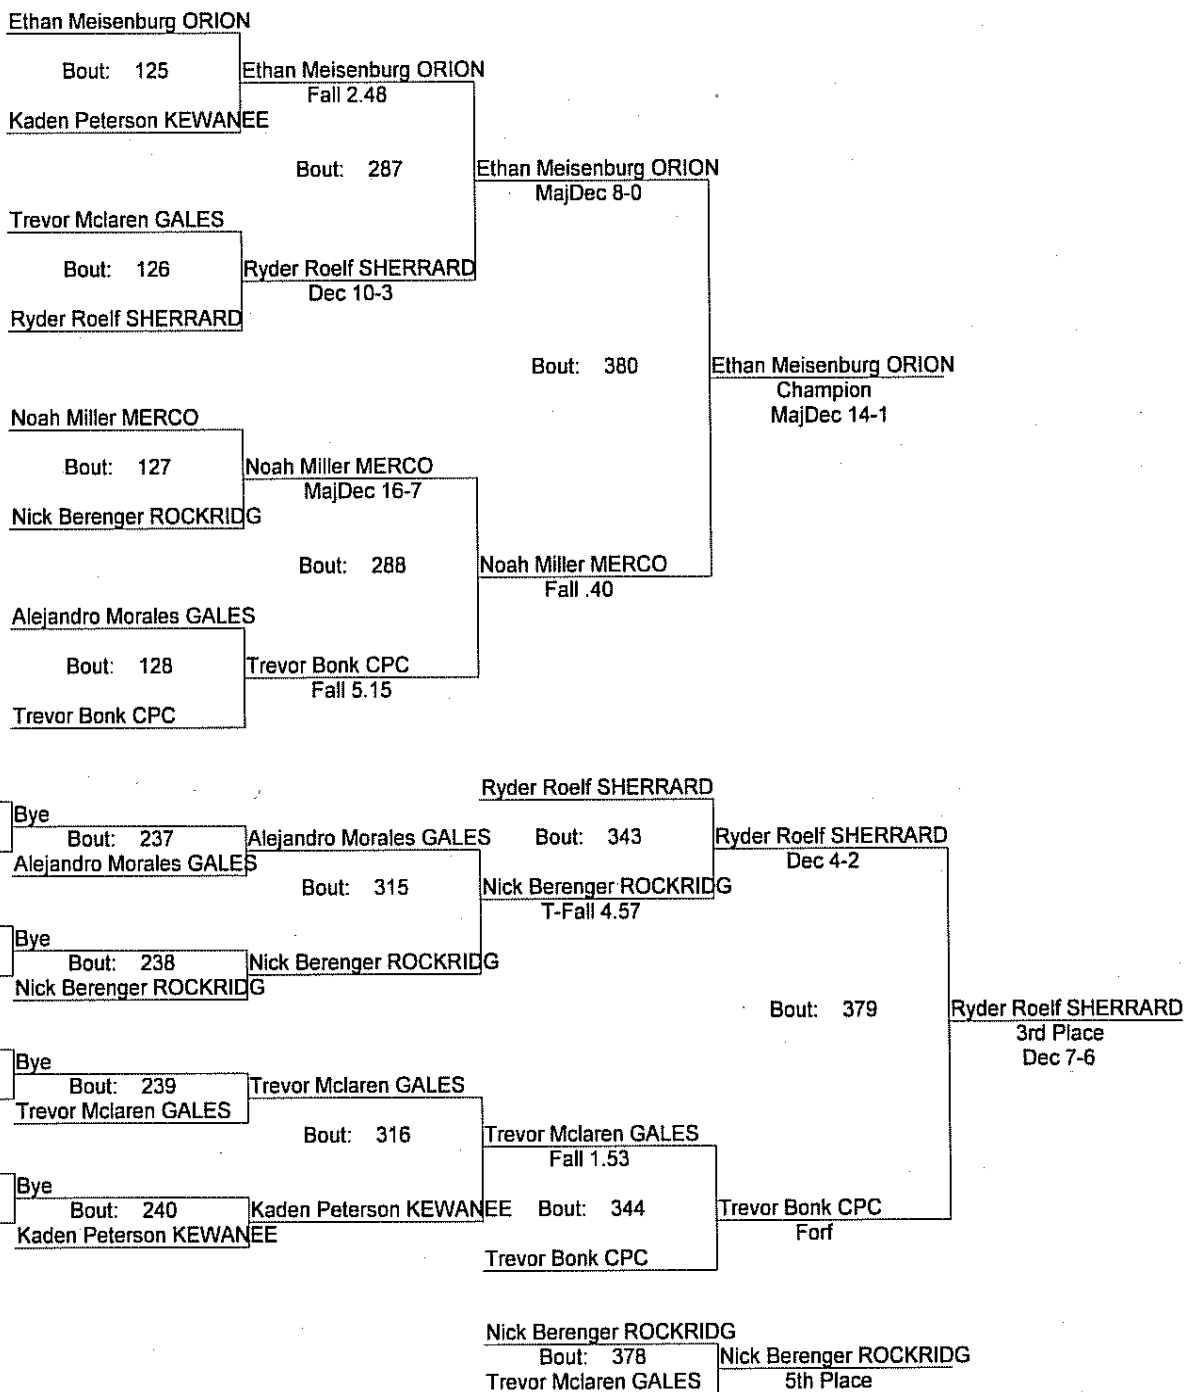 Ethan Meisenburg ORION
Bout: 125
Ethan Meisenburg ORION
Fall 2.48
Kaden Peterson KEWANEE
Bout: 287
Ethan Meisenburg ORION
MajDec 8-0
Trevor Mclaren GALES
Bout: 126
Ryder Roelf SHERRARD
Dec 10-3
Ryder Roelf SHERRARD
Bout: 380
Ethan Meisenburg ORION
Champion
MajDec 14-1
Noah Miller MERCO
Bout: 127
Noah Miller MERCO
MajDec 16-7
Nick Berenger ROCKRIDG
Bout: 288
Noah Miller MERCO
Fall .40
Alejandro Morales GALES
Bout: 128
Trevor Bonk CPC
Fall 5.15
Trevor Bonk CPC
Ryder Roelf SHERRARD
Bye
Bout: 237
Alejandro Morales GALES
Bout: 343
Ryder Roelf SHERRARD
Dec 4-2
Alejandro Morales GALES
Bout: 315
Nick Berenger ROCKRIDG
T-Fall 4.57
Bye
Bout: 238
Nick Berenger ROCKRIDG
Nick Berenger ROCKRIDG
Bout: 379
Ryder Roelf SHERRARD
3rd Place
Dec 7-6
Bye
Bout: 239
Trevor Mclaren GALES
Trevor Mclaren GALES
Bout: 316
Trevor Mclaren GALES
Fall 1.53
Bye
Bout: 240
Kaden Peterson KEWANEE
Bout: 344
Trevor Bonk CPC
Forf
Kaden Peterson KEWANEE
Trevor Bonk CPC
Nick Berenger ROCKRIDG
Bout: 378
Nick Berenger ROCKRIDG
Trevor Mclaren GALES
5th Place